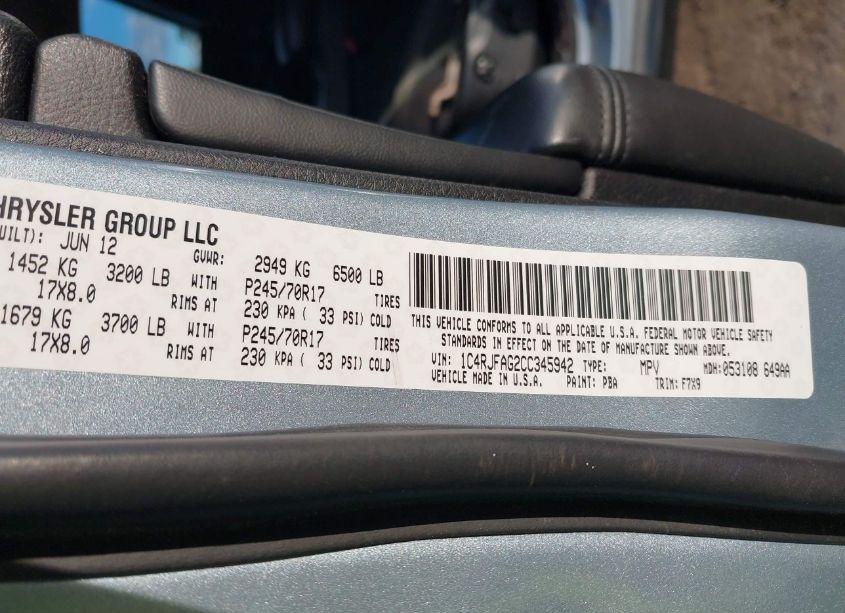 HRYSLER GROUP LLC
UILT): JUN 12 GVWR: 2949 KG 6500 LB
1452 KG 3200 LB WITH P245/70R17 TIRES
17X8.0 RIMS AT 230 KPA ( 33 PSI) COLD
1679 KG 3700 LB WITH P245/70R17 TIRES
17X8.0 RIMS AT 230 KPA ( 33 PSI) COLD
THIS VEHICLE CONFORMS TO ALL APPLICABLE U.S.A. FEDERAL MOTOR VEHICLE SAFETY
STANDARDS IN EFFECT ON THE DATE OF MANUFACTURE SHOWN ABOVE.
VIN: 1C4RJFAG2CC345942 TYPE: MPV MDH: 053108 649AA
VEHICLE MADE IN U.S.A. PAINT: PBA TRIM: F7X9